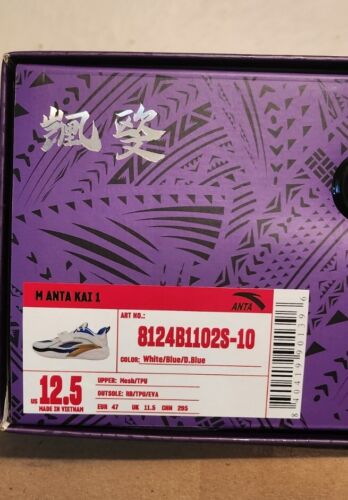 飒姿
M ANTA KAI 1
ART NO.:
8124B1102S-10
COLOR: White/Blue/D.Blue
ANTA
US 12.5
MADE IN VIETNAM
UPPER: Mesh/TPU
OUTSOLE: RB/TPU/EVA
EUR 47 UK 11.5 CHN 295
8404199013916